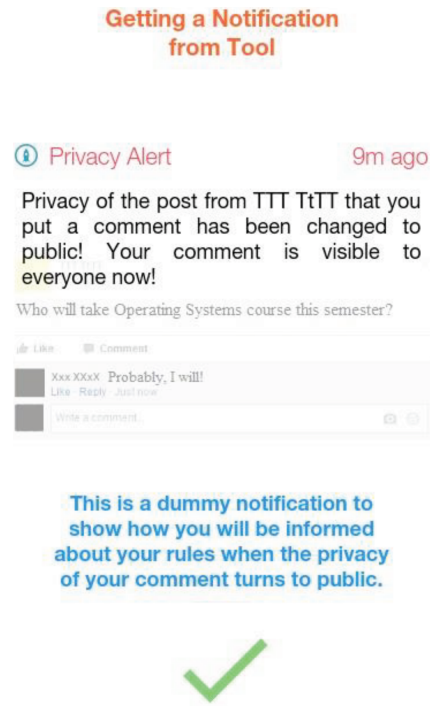 Getting a Notification
from Tool
Privacy Alert 9m ago
Privacy of the post from TTT TtTT that you
put a comment has been changed to
public! Your comment is visible to
everyone now!
Who will take Operating Systems course this semester?
Like Comment
Xxx XXxX Probably, I will!
Like · Reply · Just now
Write a comment...
This is a dummy notification to
show how you will be informed
about your rules when the privacy
of your comment turns to public.